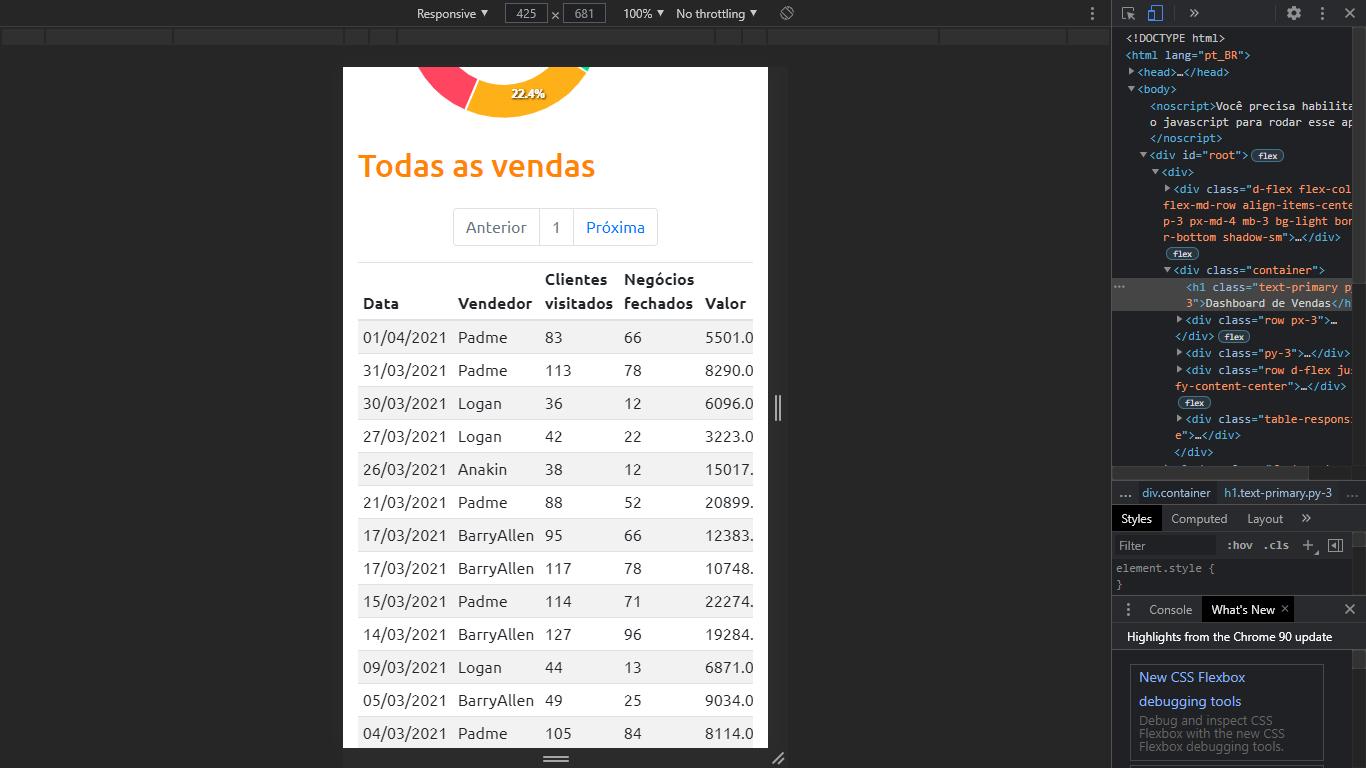 Responsive ▼ 425 × 681 100% ▼ No throttling ▼
22.4%
Todas as vendas
Anterior 1 Próxima
Data Vendedor Clientes visitados Negócios fechados Valor
01/04/2021 Padme 83 66 5501.0
31/03/2021 Padme 113 78 8290.0
30/03/2021 Logan 36 12 6096.0
27/03/2021 Logan 42 22 3223.0
26/03/2021 Anakin 38 12 15017.
21/03/2021 Padme 88 52 20899.
17/03/2021 BarryAllen 95 66 12383.
17/03/2021 BarryAllen 117 78 10748.
15/03/2021 Padme 114 71 22274.
14/03/2021 BarryAllen 127 96 19284.
09/03/2021 Logan 44 13 6871.0
05/03/2021 BarryAllen 49 25 9034.0
04/03/2021 Padme 105 84 8114.0
<!DOCTYPE html>
<html lang="pt_BR">
<head>…</head>
<body>
<noscript>Você precisa habilita
o javascript para rodar esse ap
</noscript>
<div id="root"> flex
<div>
<div class="d-flex flex-col
flex-md-row align-items-cente
p-3 px-md-4 mb-3 bg-light bor
r-bottom shadow-sm">…</div>
flex
<div class="container">
<h1 class="text-primary py
3">Dashboard de Vendas</h
<div class="row px-3">…
</div> flex
<div class="py-3">…</div>
<div class="row d-flex jus
fy-content-center">…</div>
flex
<div class="table-responsi
e">…</div>
</div>
… div.container h1.text-primary.py-3 …
Styles Computed Layout »
Filter :hov .cls +
element.style {
}
Console What's New ×
Highlights from the Chrome 90 update
New CSS Flexbox
debugging tools
Debug and inspect CSS
Flexbox with the new CSS
Flexbox debugging tools.